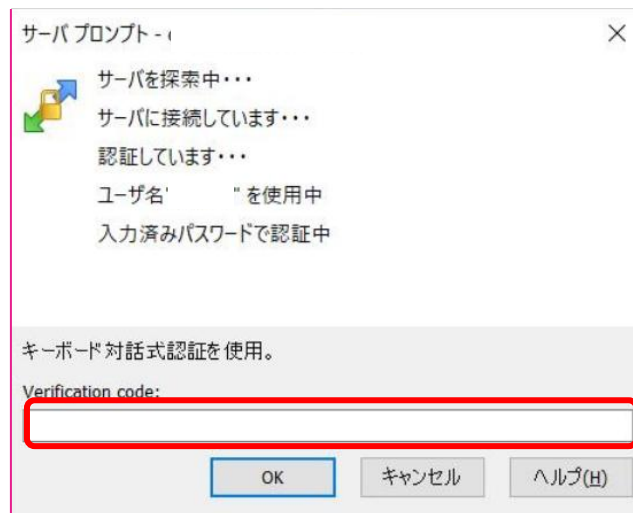 サーバ プロンプト -
サーバを探索中・・・
サーバに接続しています・・・
認証しています・・・
ユーザ名' " を使用中
入力済みパスワードで認証中
キーボード対話式認証を使用。
Verification code:
OK キャンセル ヘルプ(H)